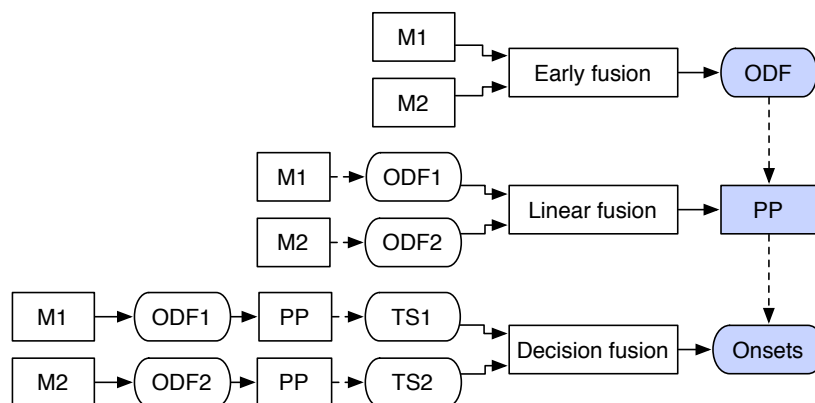 M1
Early fusion
ODF
M2
M1
ODF1
Linear fusion
PP
M2
ODF2
M1
ODF1
PP
TS1
Decision fusion
Onsets
M2
ODF2
PP
TS2